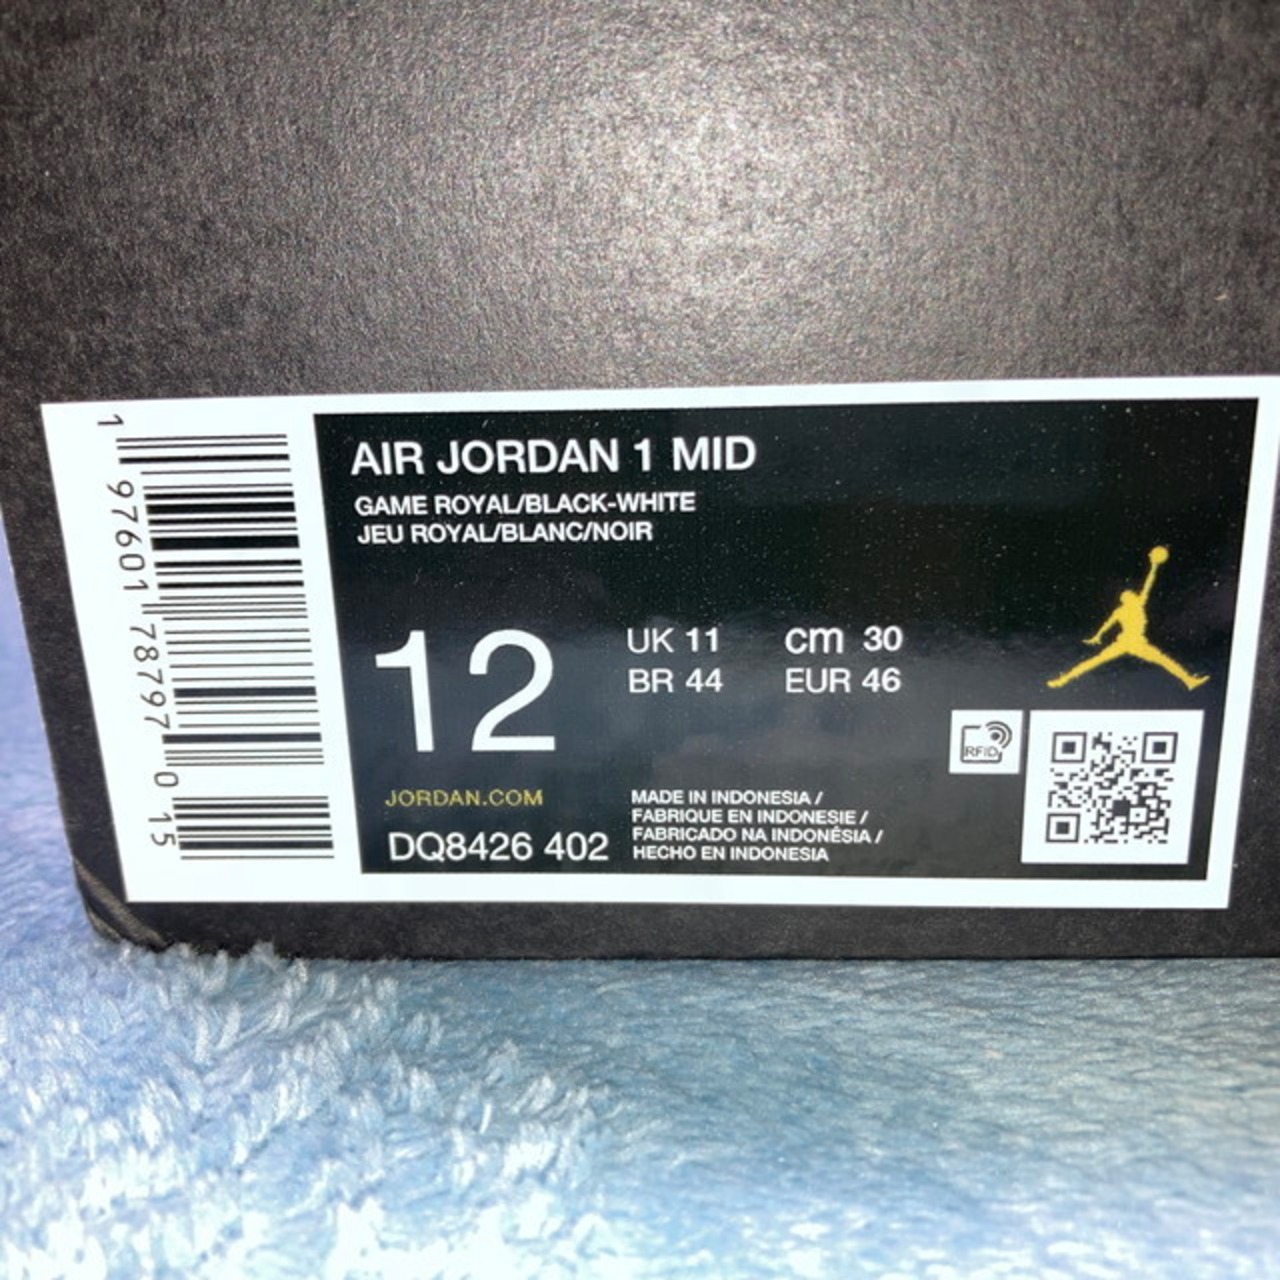 AIR JORDAN 1 MID
GAME ROYAL/BLACK-WHITE
JEU ROYAL/BLANC/NOIR
12
UK 11 cm 30
BR 44 EUR 46
JORDAN.COM
DQ8426 402
MADE IN INDONESIA /
FABRIQUE EN INDONESIE /
FABRICADO NA INDONÉSIA /
HECHO EN INDONESIA
RFID
1 97601 78797 0 15